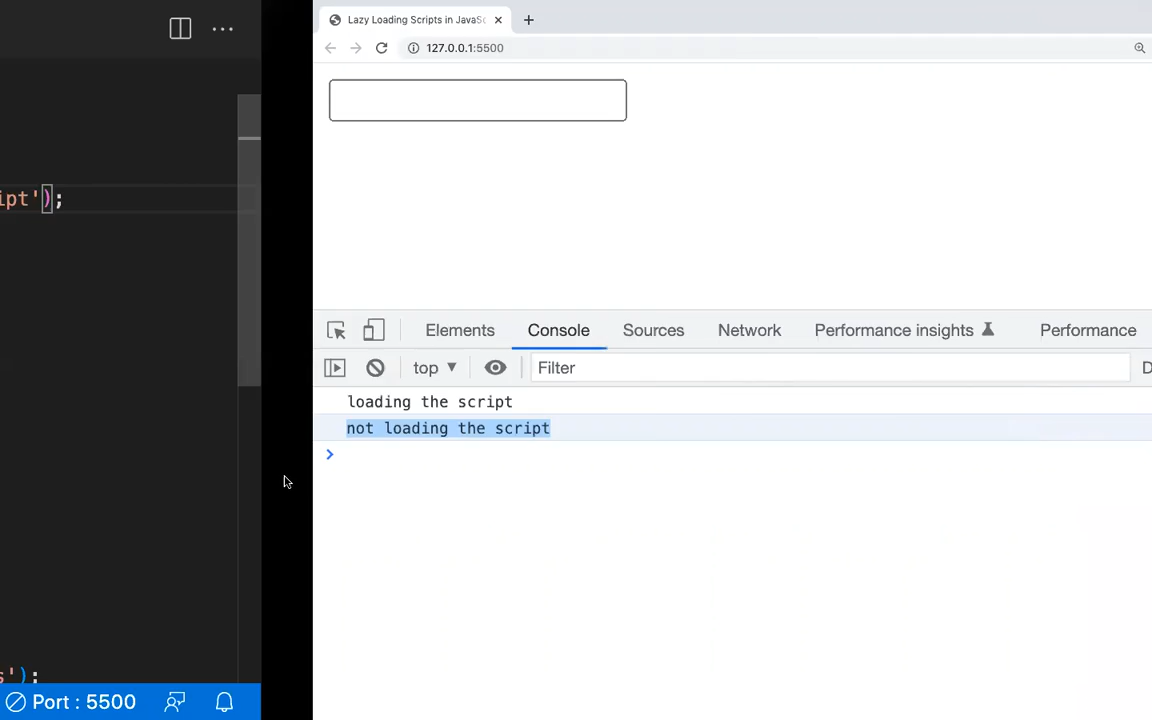 Lazy Loading Scripts in JavaSc
127.0.0.1:5500
ipt');
Elements Console Sources Network Performance insights Performance
top Filter D
loading the script
not loading the script
s');
Port : 5500